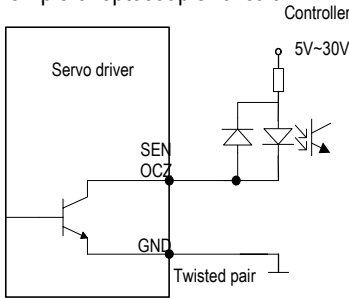 Controller
5V~30V
Servo driver
SEN
OCZ
GND
Twisted pair